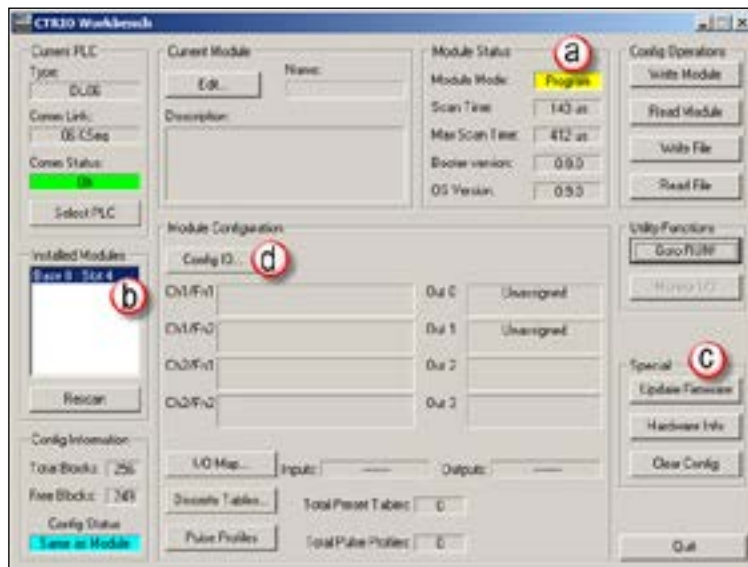 CTRIO Workbench
Current PLC
Type:
DL06
Comm Link:
06 KSeq
Comm Status:
Ok
Select PLC
Installed Modules
Base 0 : Slot 4
b
Rescan
Config Information
Total Blocks: 256
Free Blocks: 249
Config Status
Same as Module
Current Module
Edit...
Name:
Description:
Module Status
a
Module Mode: Program
Scan Time: 143 us
Max Scan Time: 412 us
Booter version: 0.9.0
OS Version: 0.9.0
Config Operations
Write Module
Read Module
Write File
Read File
Module Configuration
Config IO...
d
Ch1/Fn1
Out 0
Unassigned
Ch1/Fn2
Out 1
Unassigned
Ch2/Fn1
Out 2
Ch2/Fn2
Out 3
I/O Map...
Inputs: -----
Outputs: -----
Discrete Tables...
Total Preset Tables: 0
Pulse Profiles
Total Pulse Profiles: 0
Utility Functions
Goto RUN!
Monitor I/O
Special
c
Update Firmware
Hardware Info
Clear Config
Quit